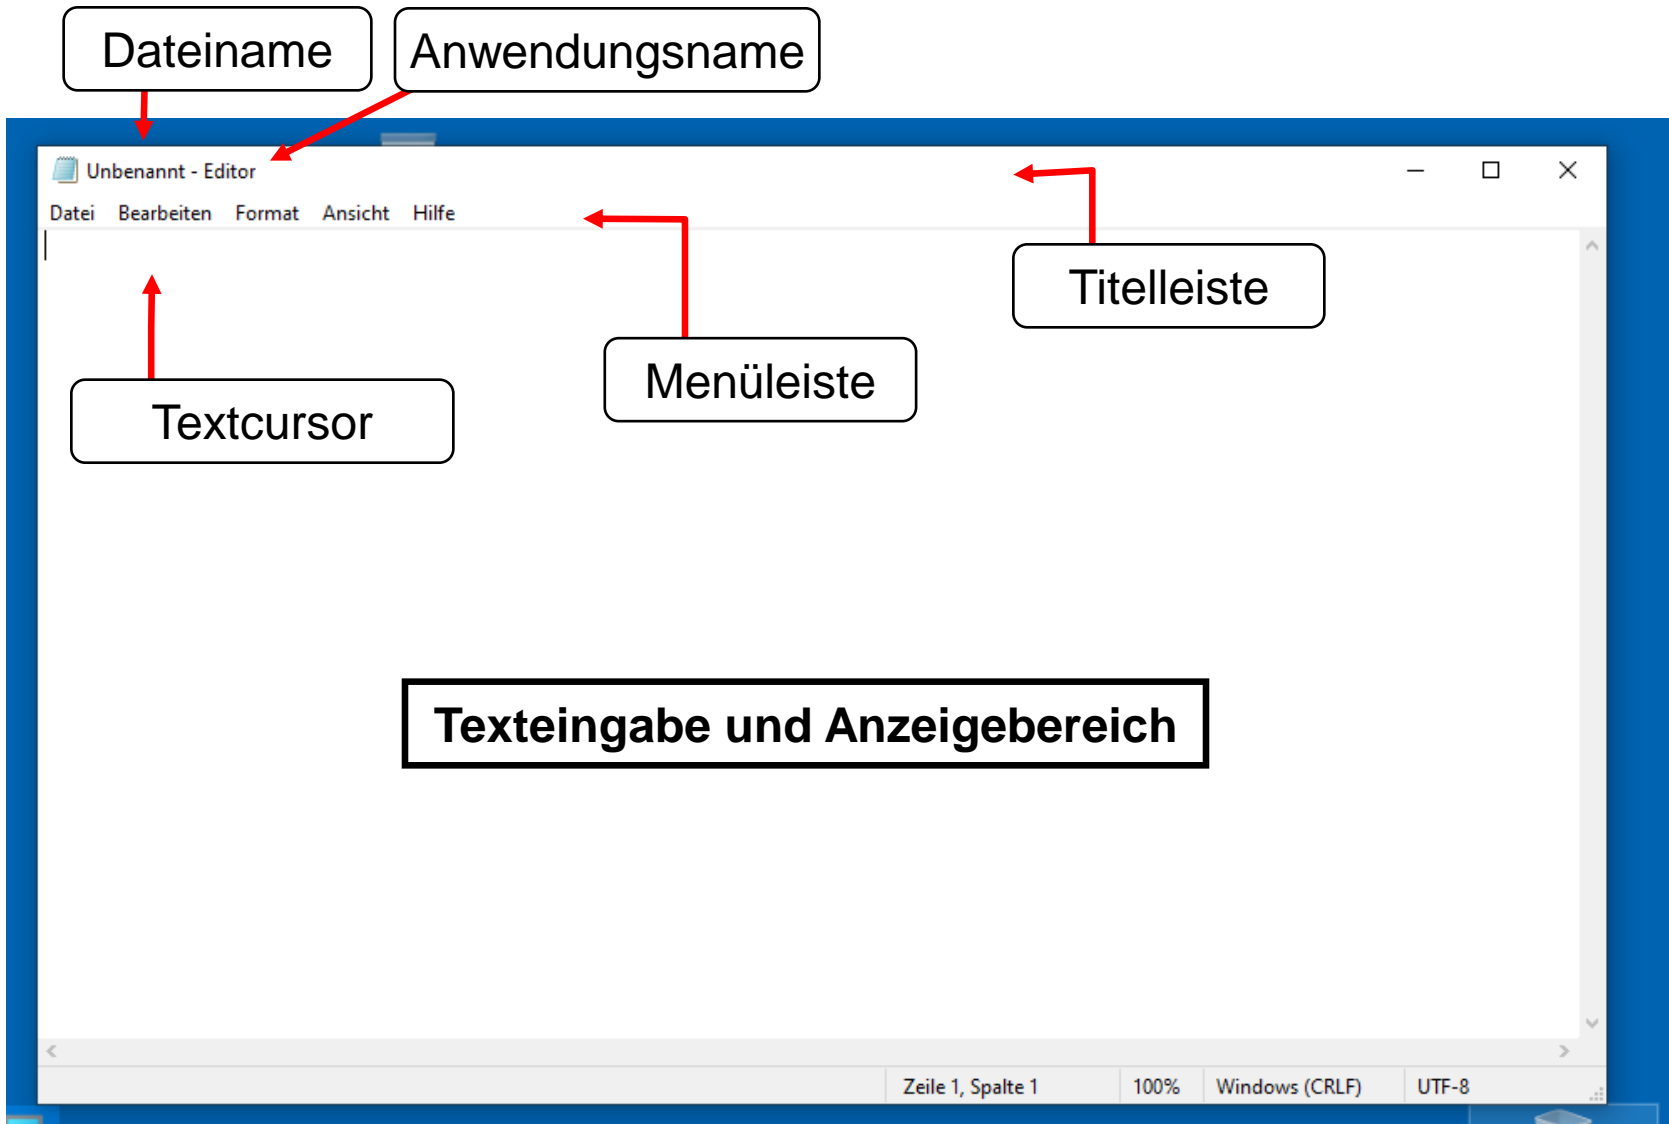 Dateiname
Anwendungsname
Unbenannt - Editor
Datei Bearbeiten Format Ansicht Hilfe
Titelleiste
Menüleiste
Textcursor
Texteingabe und Anzeigebereich
Zeile 1, Spalte 1 100% Windows (CRLF) UTF-8